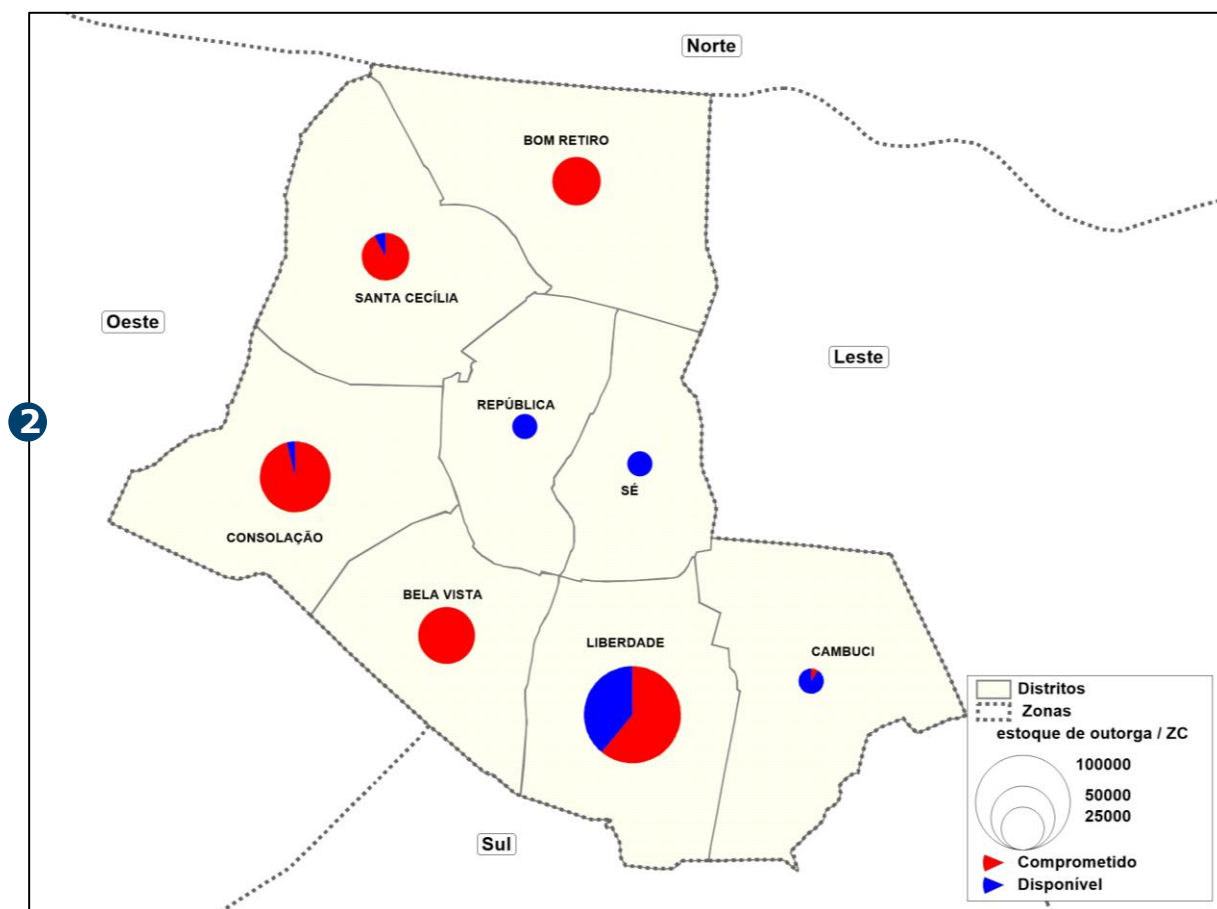 Norte
BOM RETIRO
SANTA CECÍLIA
Oeste
Leste
REPÚBLICA
2
SÉ
CONSOLAÇÃO
BELA VISTA
LIBERDADE
CAMBUCI
Distritos
Zonas
estoque de outorga / ZC
100000
50000
25000
Sul
Comprometido
Disponível